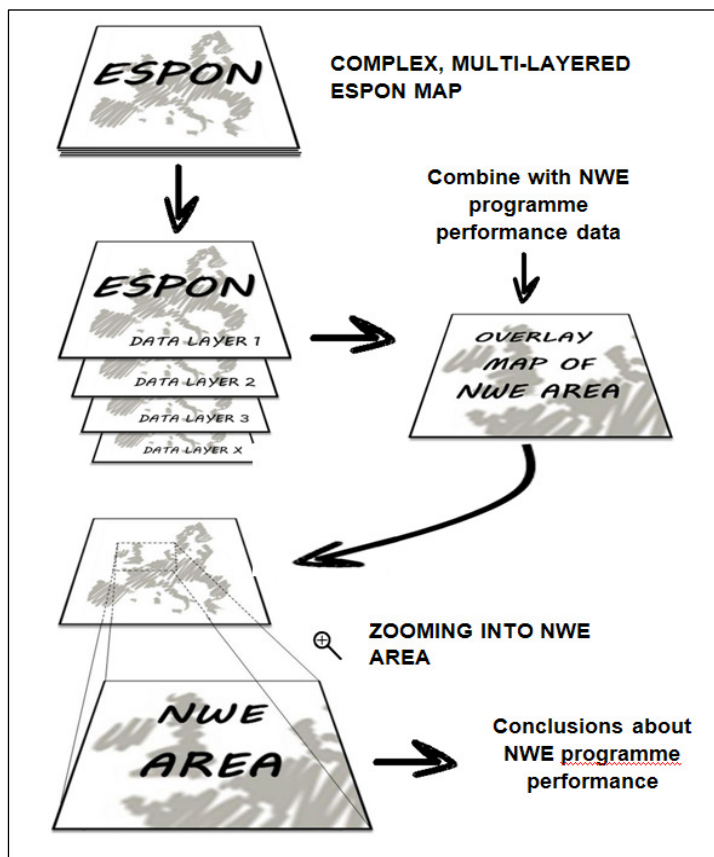 ESPON
COMPLEX, MULTI-LAYERED
ESPON MAP
Combine with NWE
programme
performance data
ESPON
DATA LAYER 1
DATA LAYER 2
DATA LAYER 3
DATA LAYER X
OVERLAY
MAP OF
NWE AREA
ZOOMING INTO NWE
AREA
NWE
AREA
Conclusions about
NWE programme
performance